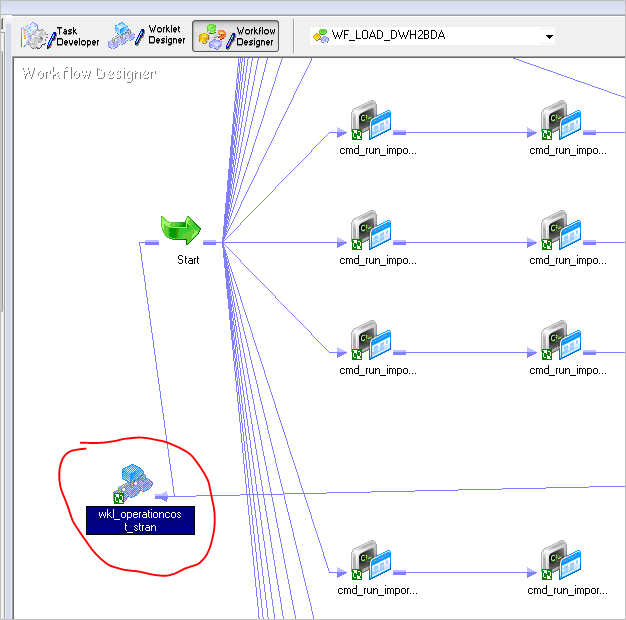 Task
Developer
Worklet
Designer
Workflow
Designer
WF_LOAD_DWH2BDA
Workflow Designer
cmd_run_impo...
cmd_run_impo...
Start
cmd_run_impo...
cmd_run_impo...
cmd_run_impo...
cmd_run_impo...
wkl_operationcos
t_stran
cmd_run_impor...
cmd_run_impor...